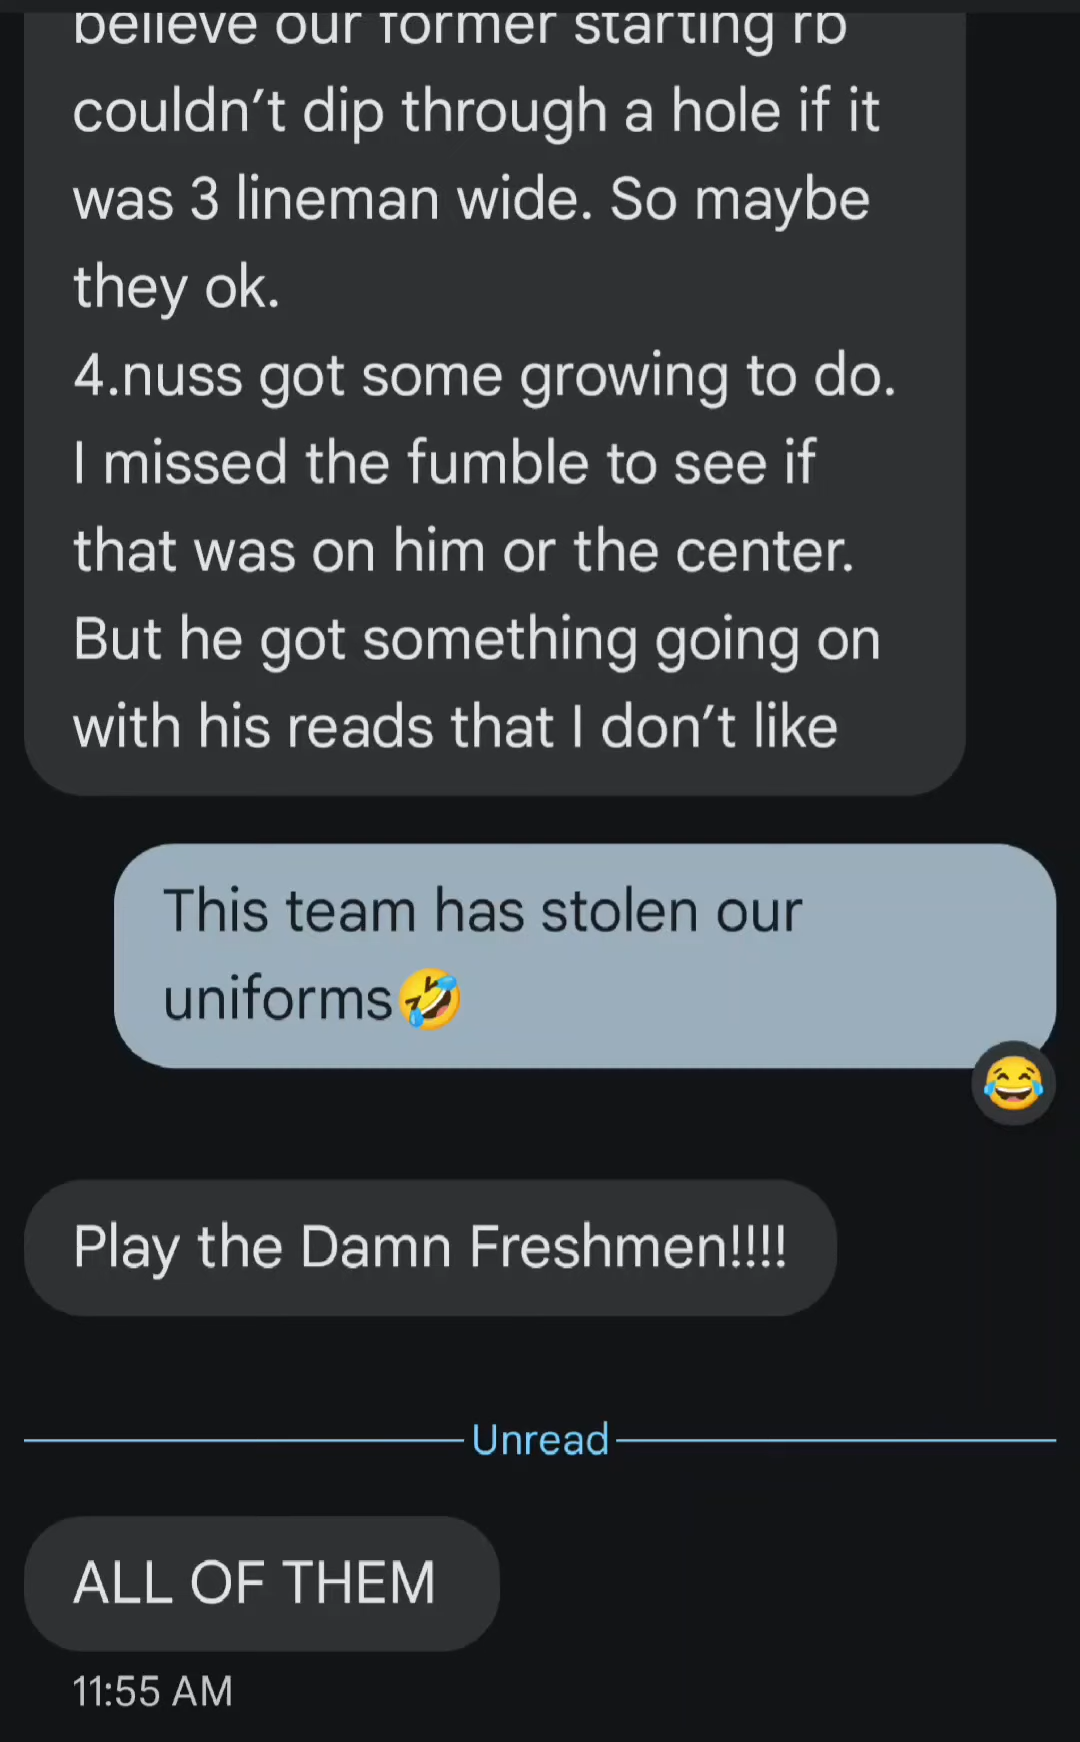 believe our former starting rb
couldn’t dip through a hole if it
was 3 lineman wide. So maybe
they ok.
4.nuss got some growing to do.
I missed the fumble to see if
that was on him or the center.
But he got something going on
with his reads that I don’t like
This team has stolen our
uniforms🤣
😂
Play the Damn Freshmen!!!!
Unread
ALL OF THEM
11:55 AM